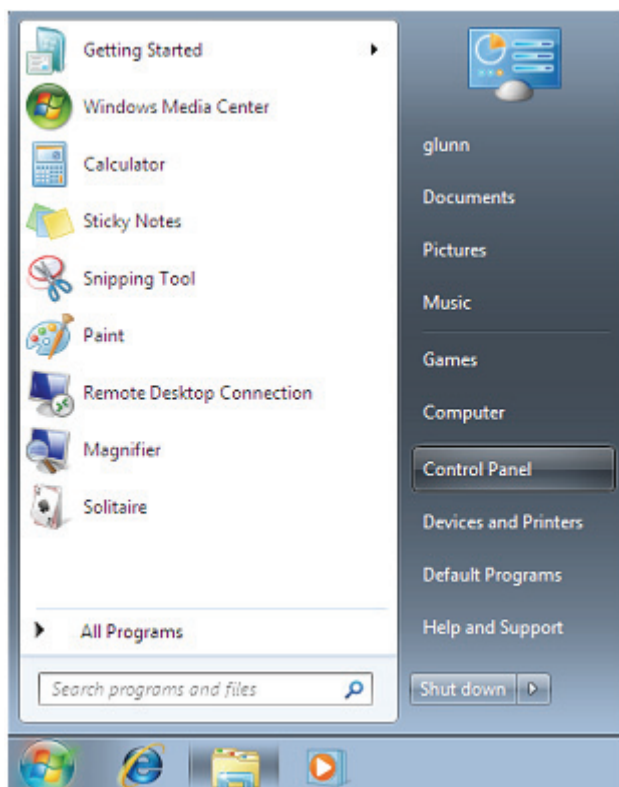 Getting Started
Windows Media Center
Calculator
Sticky Notes
Snipping Tool
Paint
Remote Desktop Connection
Magnifier
Solitaire
All Programs
Search programs and files
glunn
Documents
Pictures
Music
Games
Computer
Control Panel
Devices and Printers
Default Programs
Help and Support
Shut down